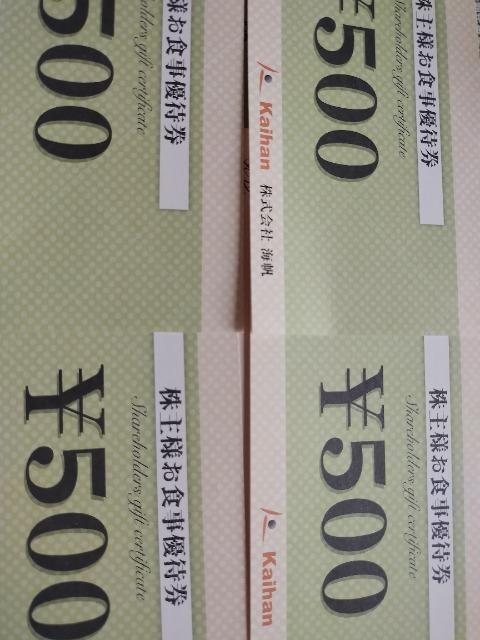 株主様お食事優待券
Shareholders gift certificate
¥500
Kaihan 株式会社 海帆
株主様お食事優待券
Shareholders gift certificate
500
株主様お食事優待券
Shareholders gift certificate
¥500
Kaihan
株主様お食事優待券
Shareholders gift certificate
¥500